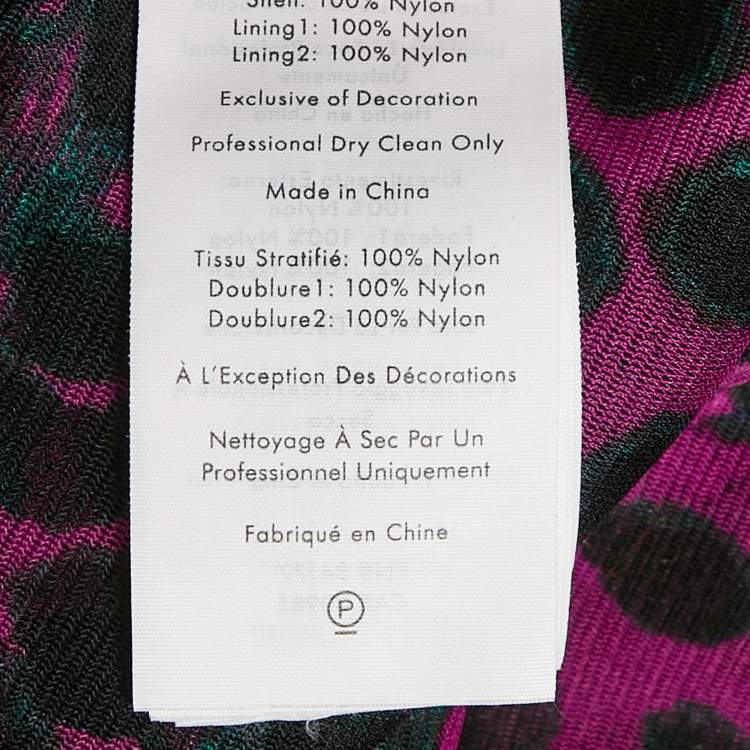 Shell: 100% Nylon
Lining1: 100% Nylon
Lining2: 100% Nylon
Exclusive of Decoration
Professional Dry Clean Only
Made in China
Tissu Stratifié: 100% Nylon
Doublure1: 100% Nylon
Doublure2: 100% Nylon
À L'Exception Des Décorations
Nettoyage À Sec Par Un
Professionnel Uniquement
Fabriqué en Chine
P